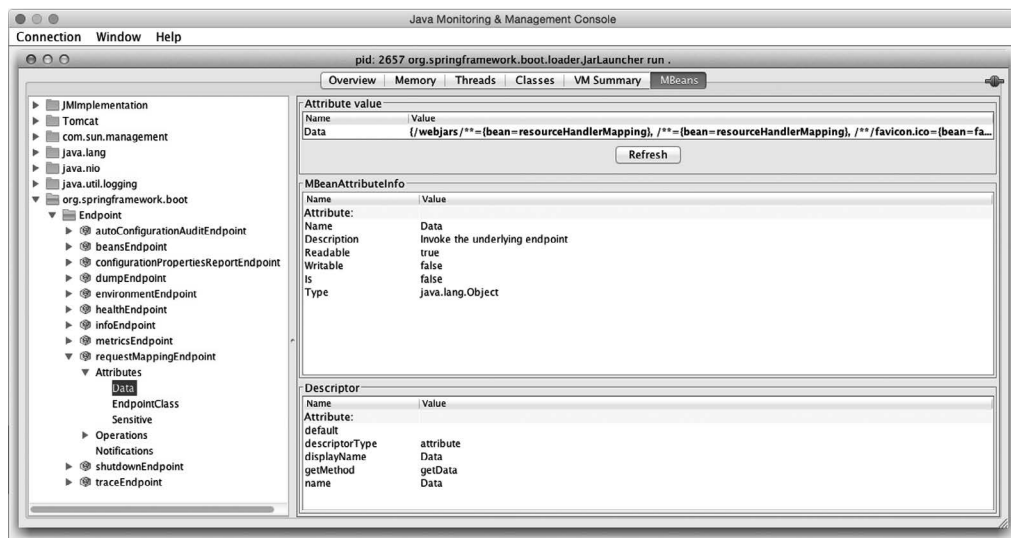 Java Monitoring & Management Console
Connection Window Help
pid: 2657 org.springframework.boot.loader.JarLauncher run .
Overview Memory Threads Classes VM Summary MBeans
JMImplementation
Tomcat
com.sun.management
java.lang
java.nio
java.util.logging
org.springframework.boot
Endpoint
autoConfigurationAuditEndpoint
beansEndpoint
configurationPropertiesReportEndpoint
dumpEndpoint
environmentEndpoint
healthEndpoint
infoEndpoint
metricsEndpoint
requestMappingEndpoint
Attributes
Data
EndpointClass
Sensitive
Operations
Notifications
shutdownEndpoint
traceEndpoint
Attribute value
Name Value
Data {/webjars/**={bean=resourceHandlerMapping}, /**={bean=resourceHandlerMapping}, /**/favicon.ico={bean=fa...
Refresh
MBeanAttributeInfo
Name Value
Attribute:
Name Data
Description Invoke the underlying endpoint
Readable true
Writable false
Is false
Type java.lang.Object
Descriptor
Name Value
Attribute:
default
descriptorType attribute
displayName Data
getMethod getData
name Data